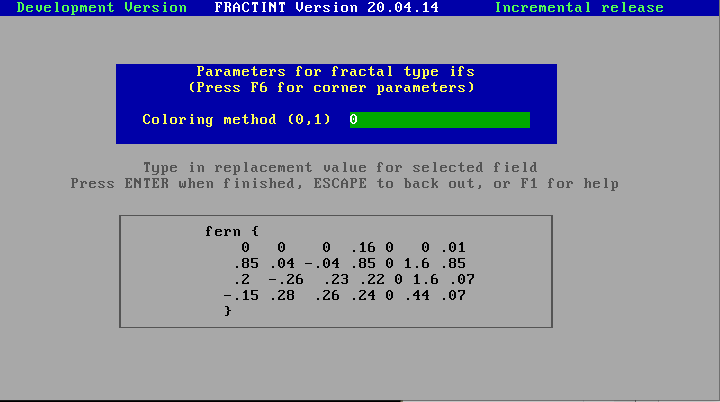 Development Version FRACTINT Version 20.04.14 Incremental release
Parameters for fractal type ifs
(Press F6 for corner parameters)
Coloring method (0,1) 0
Type in replacement value for selected field
Press ENTER when finished, ESCAPE to back out, or F1 for help
fern {
0 0 0 .16 0 0 .01
.85 .04 -.04 .85 0 1.6 .85
.2 -.26 .23 .22 0 1.6 .07
-.15 .28 .26 .24 0 .44 .07
}